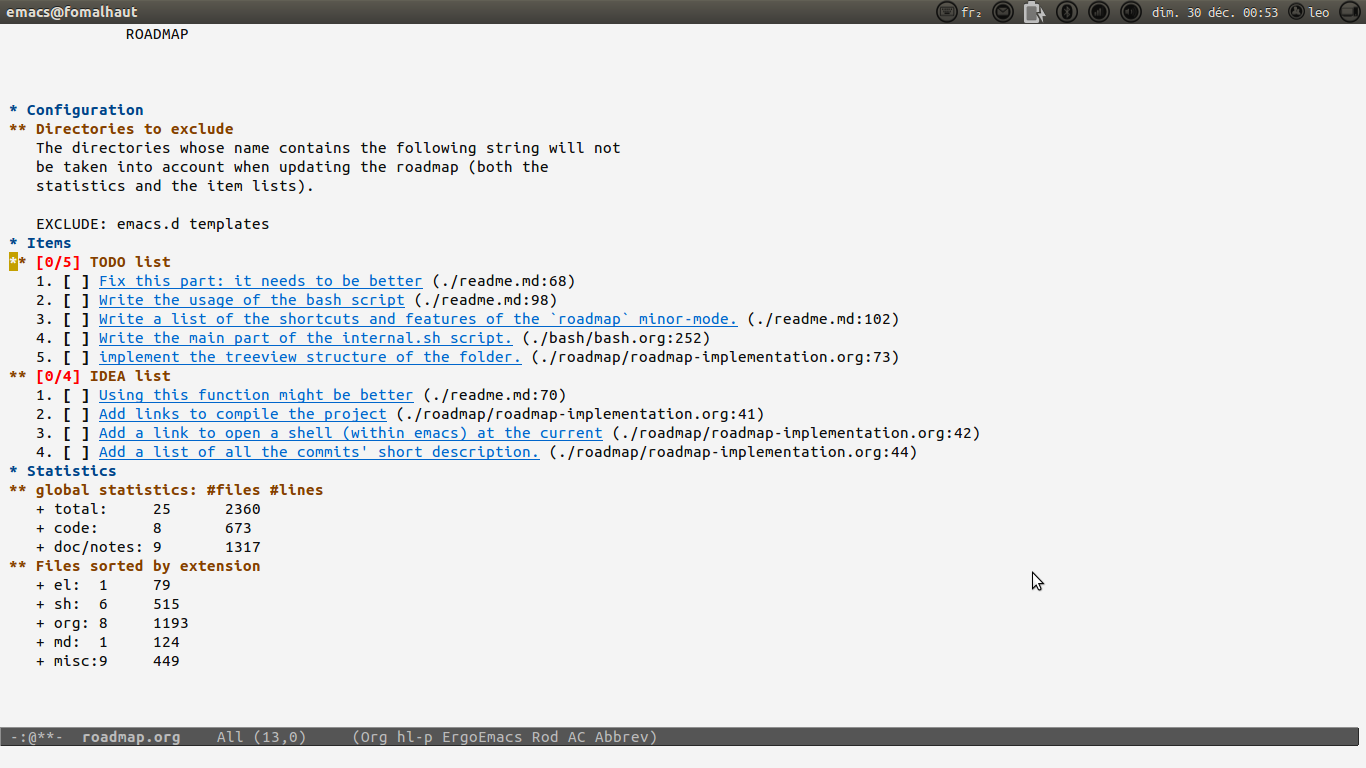 emacs@fomalhaut fr₂ dim. 30 déc. 00:53 leo
ROADMAP
* Configuration
** Directories to exclude
The directories whose name contains the following string will not
be taken into account when updating the roadmap (both the
statistics and the item lists).
EXCLUDE: emacs.d templates
* Items
** [0/5] TODO list
1. [ ] Fix this part: it needs to be better (./readme.md:68)
2. [ ] Write the usage of the bash script (./readme.md:98)
3. [ ] Write a list of the shortcuts and features of the `roadmap` minor-mode. (./readme.md:102)
4. [ ] Write the main part of the internal.sh script. (./bash/bash.org:252)
5. [ ] implement the treeview structure of the folder. (./roadmap/roadmap-implementation.org:73)
** [0/4] IDEA list
1. [ ] Using this function might be better (./readme.md:70)
2. [ ] Add links to compile the project (./roadmap/roadmap-implementation.org:41)
3. [ ] Add a link to open a shell (within emacs) at the current (./roadmap/roadmap-implementation.org:42)
4. [ ] Add a list of all the commits' short description. (./roadmap/roadmap-implementation.org:44)
* Statistics
** global statistics: #files #lines
+ total: 25 2360
+ code: 8 673
+ doc/notes: 9 1317
** Files sorted by extension
+ el: 1 79
+ sh: 6 515
+ org: 8 1193
+ md: 1 124
+ misc:9 449
-:@**- roadmap.org All (13,0) (Org hl-p ErgoEmacs Rod AC Abbrev)